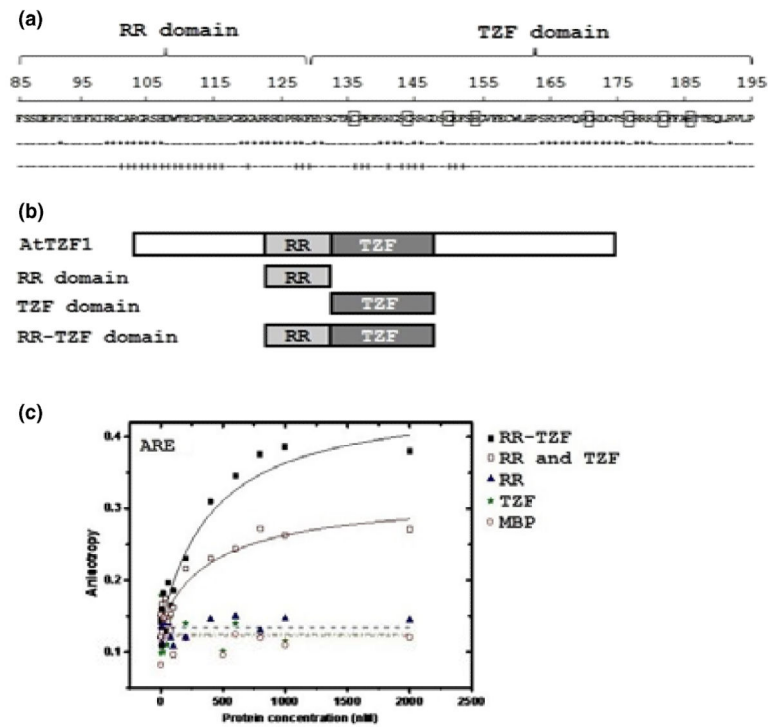 (a)
RR domain TZF domain
85 95 105 115 125 135 145 155 165 175 185 195
(b)
AtTZF1 RR TZF
RR domain RR
TZF domain TZF
RR-TZF domain RR TZF
(c)
ARE
Anisotropy
0.4
0.3
0.2
0.1
0 500 1000 1500 2000 2500
Protein concentration (nM)
RR-TZF
RR and TZF
RR
TZF
MBP